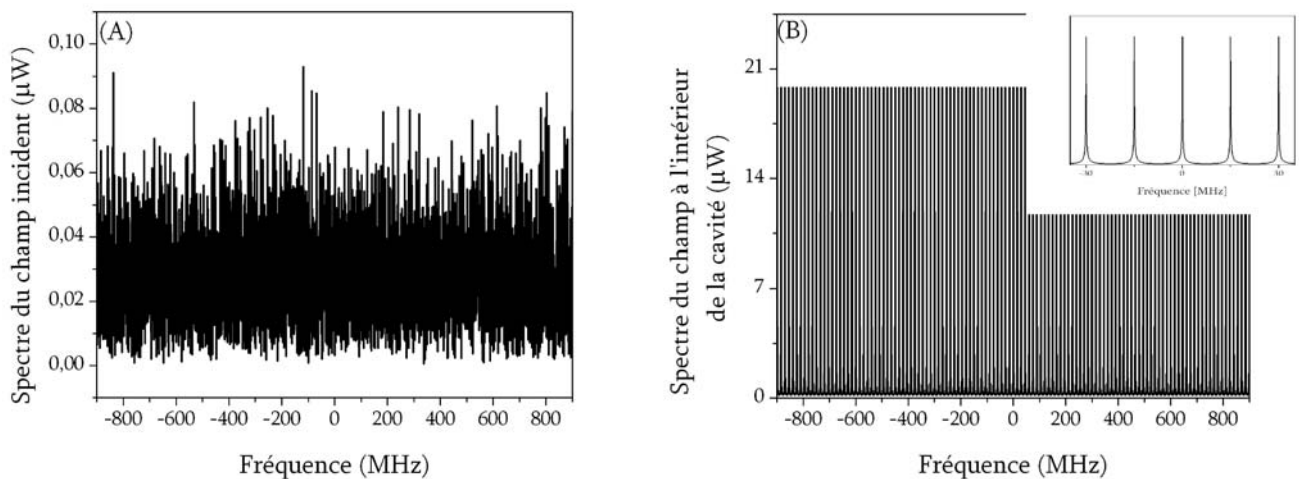 (A)
Spectre du champ incident (µW)
0,10
0,08
0,06
0,04
0,02
0,00
-800 -600 -400 -200 0 200 400 600 800
Fréquence (MHz)
(B)
Spectre du champ à l'intérieur
de la cavité (µW)
21
14
7
0
-800 -600 -400 -200 0 200 400 600 800
Fréquence (MHz)
-30 0 30
Fréquence [MHz]